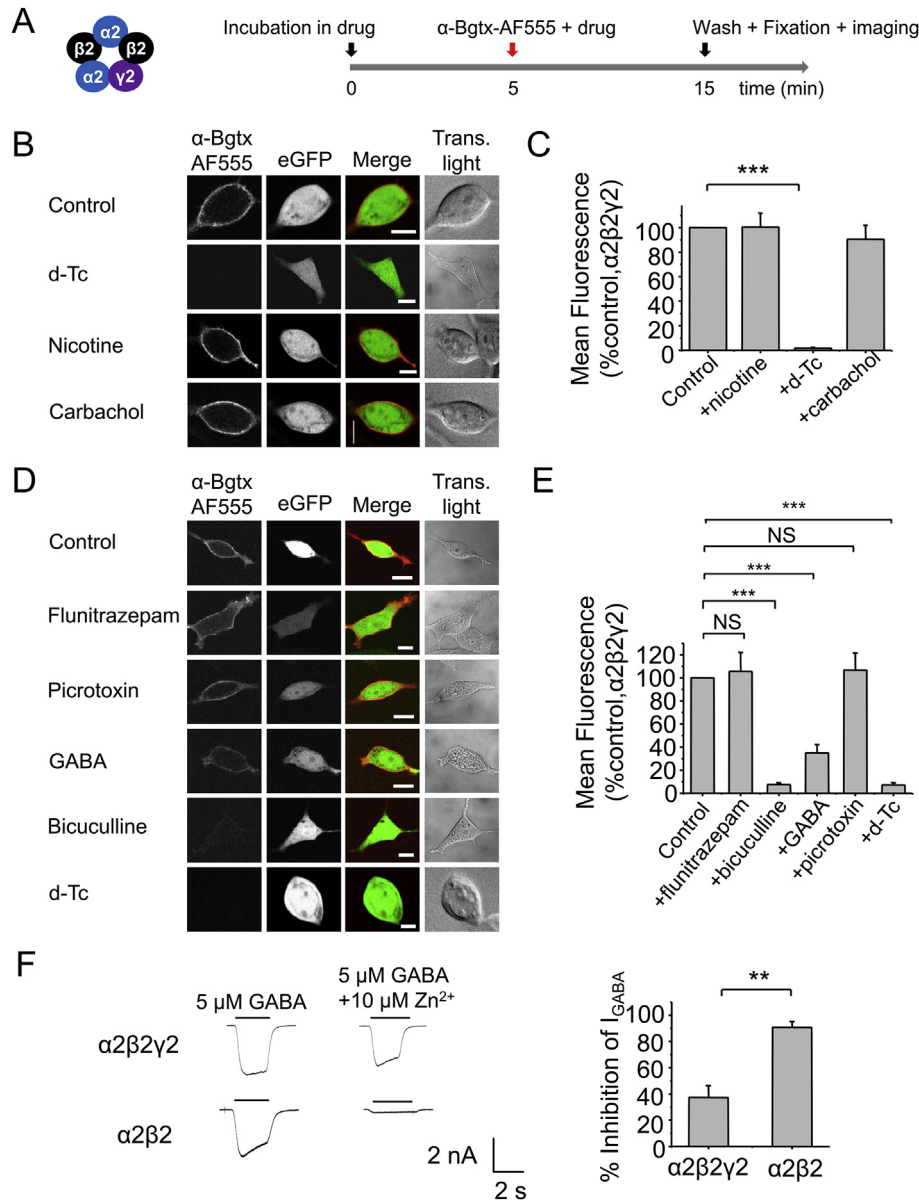 A
α2
β2 β2
α2 γ2
Incubation in drug
α-Bgtx-AF555 + drug
Wash + Fixation + imaging
0 5 15 time (min)
B
α-Bgtx
AF555
eGFP
Merge
Trans.
light
Control
d-Tc
Nicotine
Carbachol
C
***
Mean Fluorescence
(%control,α2β2γ2)
100
80
60
40
20
0
Control
+nicotine
+d-Tc
+carbachol
D
α-Bgtx
AF555
eGFP
Merge
Trans.
light
Control
Flunitrazepam
Picrotoxin
GABA
Bicuculline
d-Tc
E
***
NS
***
***
NS
Mean Fluorescence
(%control,α2β2γ2)
120
100
80
60
40
20
0
Control
+flunitrazepam
+bicuculline
+GABA
+picrotoxin
+d-Tc
F
5 µM GABA
5 µM GABA
+10 µM Zn²⁺
α2β2γ2
α2β2
2 nA
2 s
**
% Inhibition of I_GABA
100
80
60
40
20
0
α2β2γ2
α2β2